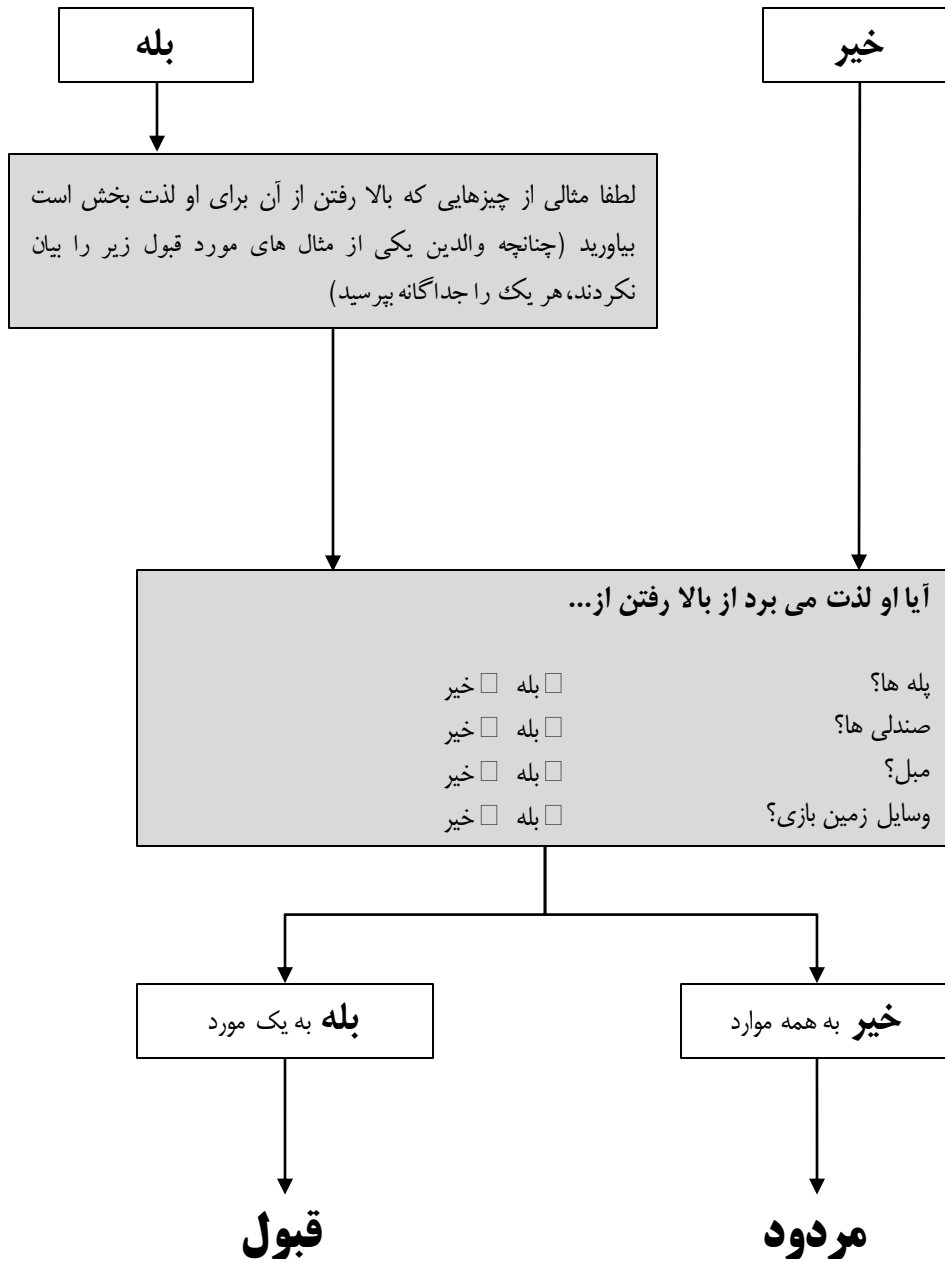 خیر
بله
لطفا مثالی از چیزهایی که بالا رفتن از آن برای او لذت بخش است
بیاورید (چنانچه والدین یکی از مثال های مورد قبول زیر را بیان
نکردند،هر یک را جداگانه بپرسید)
آیا او لذت می برد از بالا رفتن از...
پله ها؟ □بله □خیر
صندلی ها؟ □بله □خیر
مبل؟ □بله □خیر
وسایل زمین بازی؟ □بله □خیر
خیر به همه موارد
بله به یک مورد
مردود
قبول